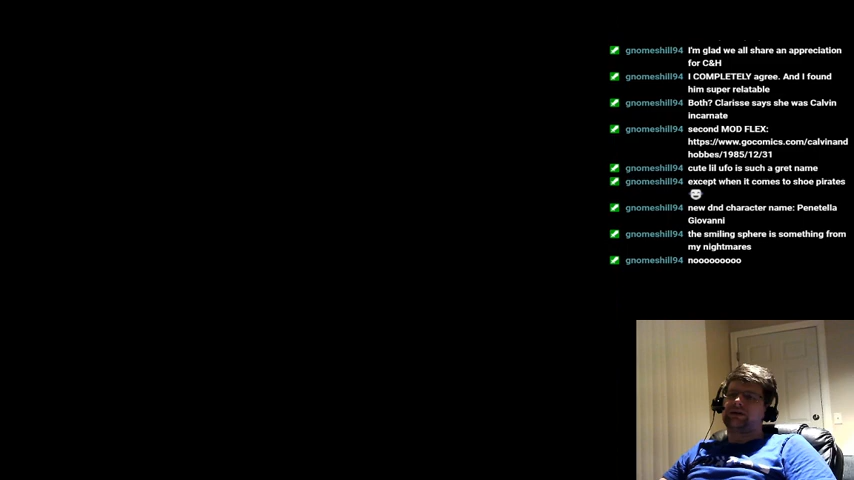 gnomeshill94 I'm glad we all share an appreciation
for C&H
gnomeshill94 I COMPLETELY agree. And I found
him super relatable
gnomeshill94 Both? Clarisse says she was Calvin
incarnate
gnomeshill94 second MOD FLEX:
https://www.gocomics.com/calvinand
hobbes/1985/12/31
gnomeshill94 cute lil ufo is such a gret name
gnomeshill94 except when it comes to shoe pirates
gnomeshill94 new dnd character name: Penetella
Giovanni
gnomeshill94 the smiling sphere is something from
my nightmares
gnomeshill94 nooooooooo